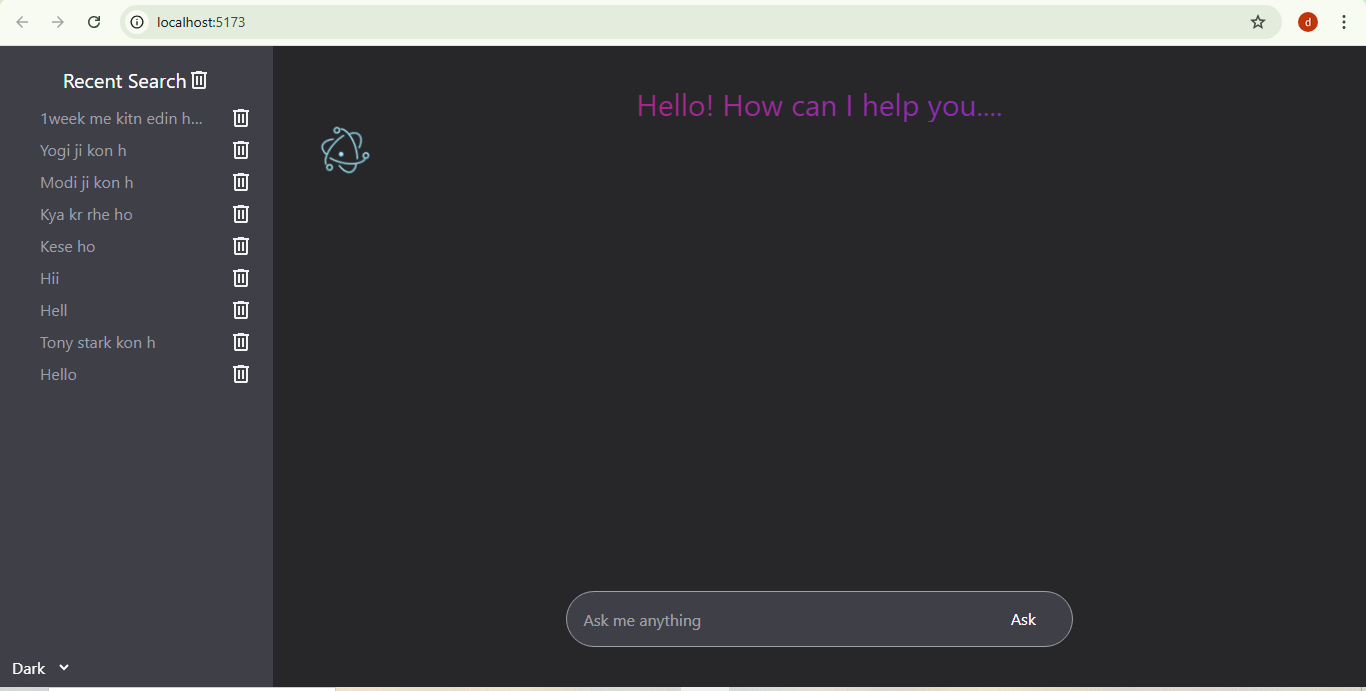 localhost:5173
d
Recent Search
1week me kitn edin h...
Yogi ji kon h
Modi ji kon h
Kya kr rhe ho
Kese ho
Hii
Hell
Tony stark kon h
Hello
Dark
Hello! How can I help you....
Ask me anything
Ask